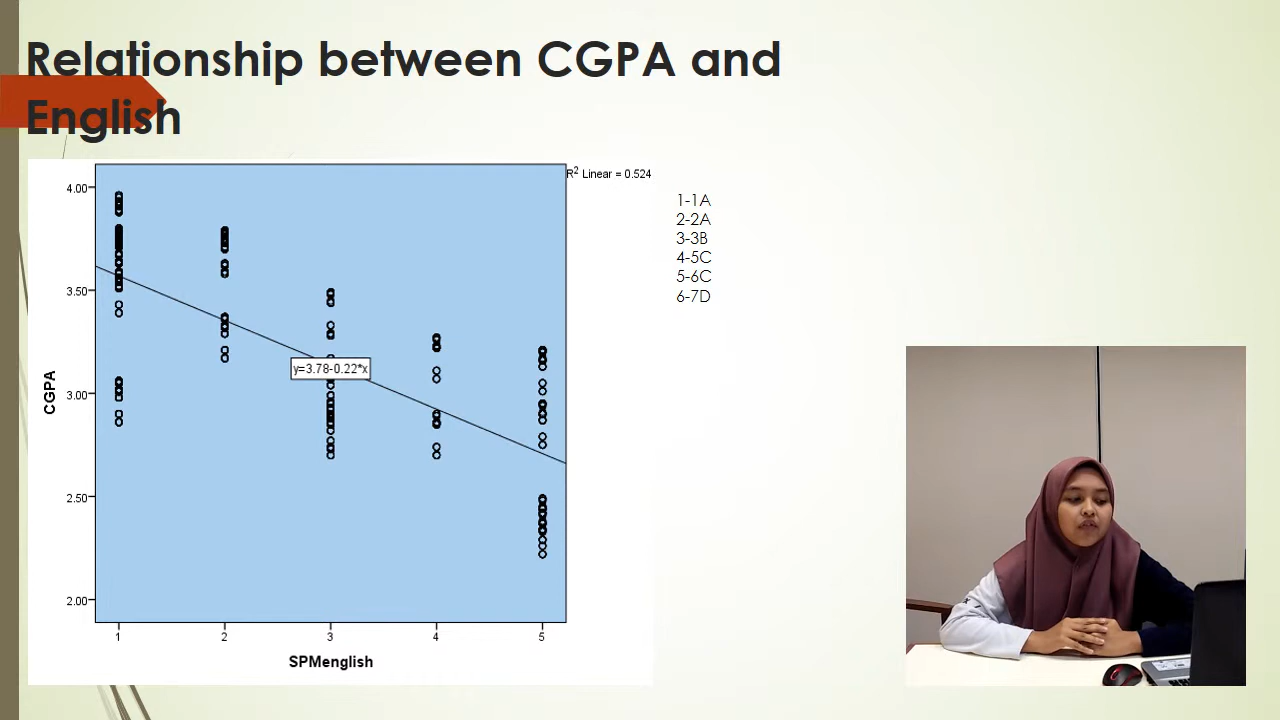 Relationship between CGPA and
English
R² Linear = 0.524
4.00
3.50
3.00
2.50
2.00
CGPA
y=3.78-0.22*x
1 2 3 4 5
SPMenglish
1-1A
2-2A
3-3B
4-5C
5-6C
6-7D